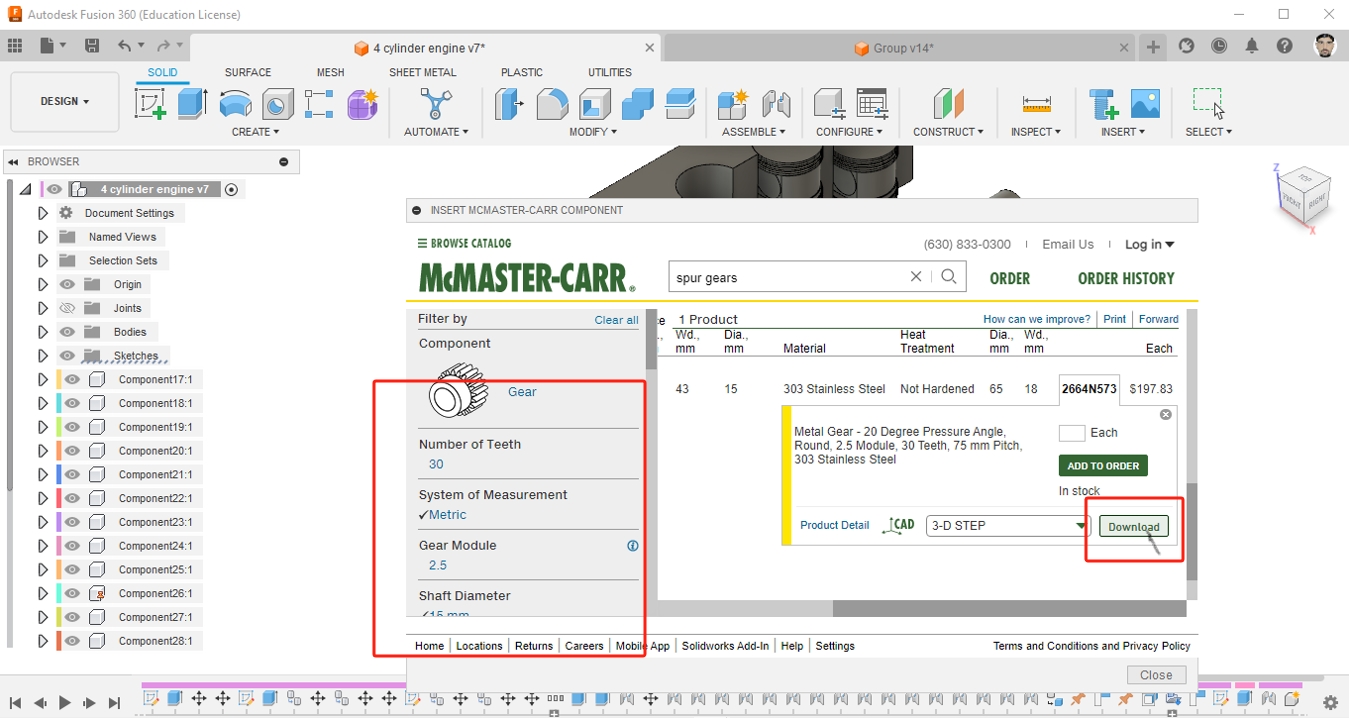 Autodesk Fusion 360 (Education License)
4 cylinder engine v7*
Group v14*
DESIGN
SOLID
SURFACE
MESH
SHEET METAL
PLASTIC
UTILITIES
CREATE
AUTOMATE
MODIFY
ASSEMBLE
CONFIGURE
CONSTRUCT
INSPECT
INSERT
SELECT
BROWSER
4 cylinder engine v7
Document Settings
Named Views
Selection Sets
Origin
Joints
Bodies
Sketches
Component17:1
Component18:1
Component19:1
Component20:1
Component21:1
Component22:1
Component23:1
Component24:1
Component25:1
Component26:1
Component27:1
Component28:1
TOP
FRONT
RIGHT
Z
X
INSERT MCMASTER-CARR COMPONENT
BROWSE CATALOG
(630) 833-0300
Email Us
Log in
McMASTER-CARR®
spur gears
ORDER
ORDER HISTORY
Filter by
Clear all
Component
Gear
Number of Teeth
30
System of Measurement
Metric
Gear Module
2.5
Shaft Diameter
15 mm
1 Product
How can we improve?
Print
Forward
Wd., mm
Dia., mm
Material
Heat Treatment
Dia., mm
Wd., mm
Each
43
15
303 Stainless Steel
Not Hardened
65
18
2664N573
$197.83
Metal Gear - 20 Degree Pressure Angle,
Round, 2.5 Module, 30 Teeth, 75 mm Pitch,
303 Stainless Steel
Each
ADD TO ORDER
In stock
Product Detail
CAD
3-D STEP
Download
Home
Locations
Returns
Careers
Mobile App
Solidworks Add-In
Help
Settings
Terms and Conditions and Privacy Policy
Close